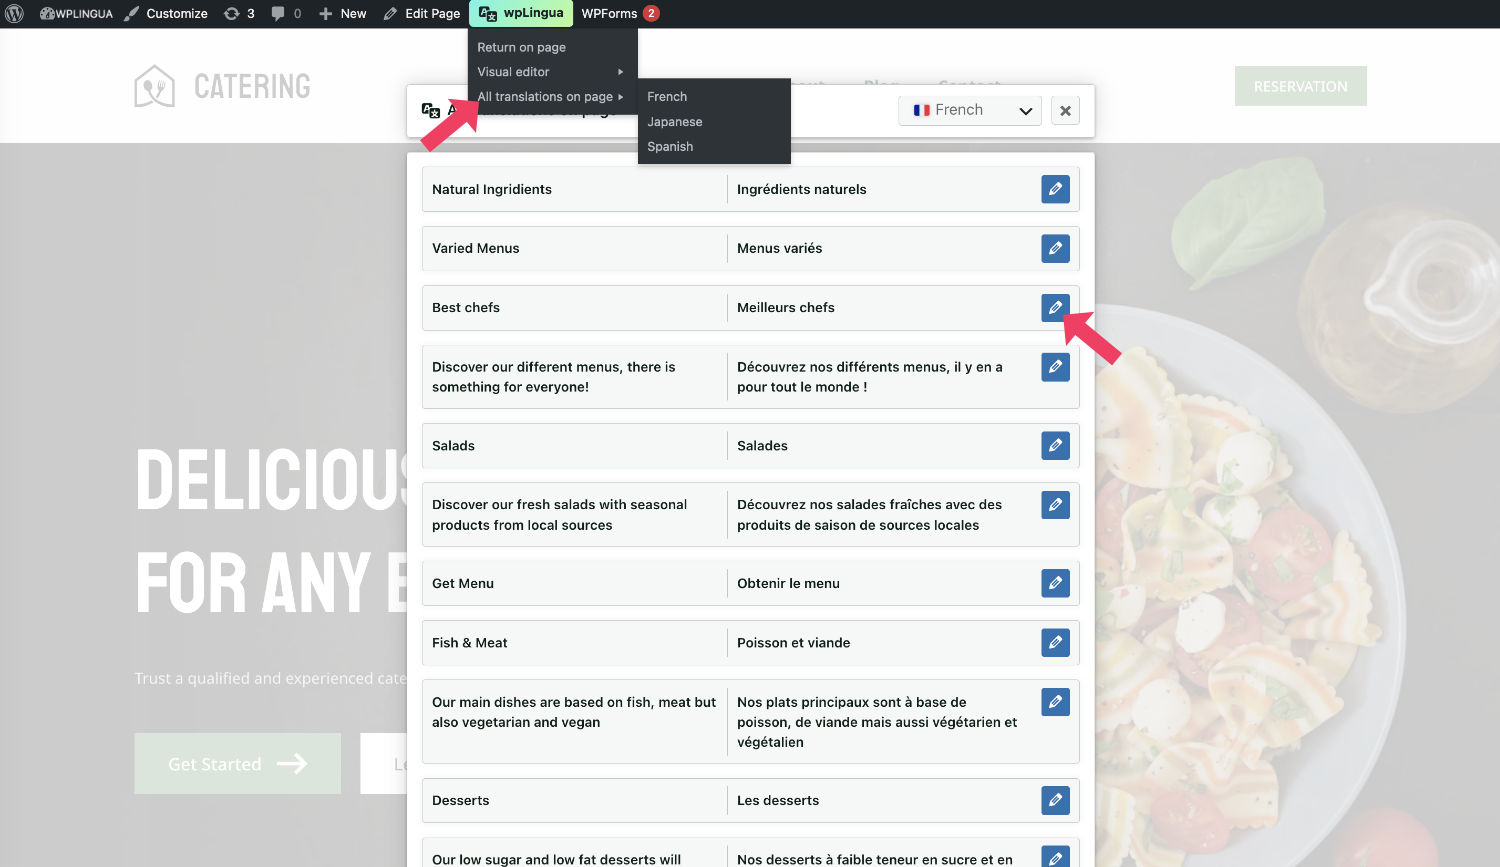 WPLINGUA
Customize
3
0
New
Edit Page
wpLingua
WPForms
2
Return on page
Visual editor
All translations on page
French
Japanese
Spanish
CATERING
Blog
Contact
RESERVATION
French
Natural Ingridients
Ingrédients naturels
Varied Menus
Menus variés
Best chefs
Meilleurs chefs
Discover our different menus, there is
something for everyone!
Découvrez nos différents menus, il y en a
pour tout le monde !
Salads
Salades
Discover our fresh salads with seasonal
products from local sources
Découvrez nos salades fraîches avec des
produits de saison de sources locales
Get Menu
Obtenir le menu
Fish & Meat
Poisson et viande
Our main dishes are based on fish, meat but
also vegetarian and vegan
Nos plats principaux sont à base de
poisson, de viande mais aussi végétarien et
végétalien
Desserts
Les desserts
Our low sugar and low fat desserts will
Nos desserts à faible teneur en sucre et en
DELICIOUS
FOR ANY
Trust a qualified and experienced cate
Get Started
Le